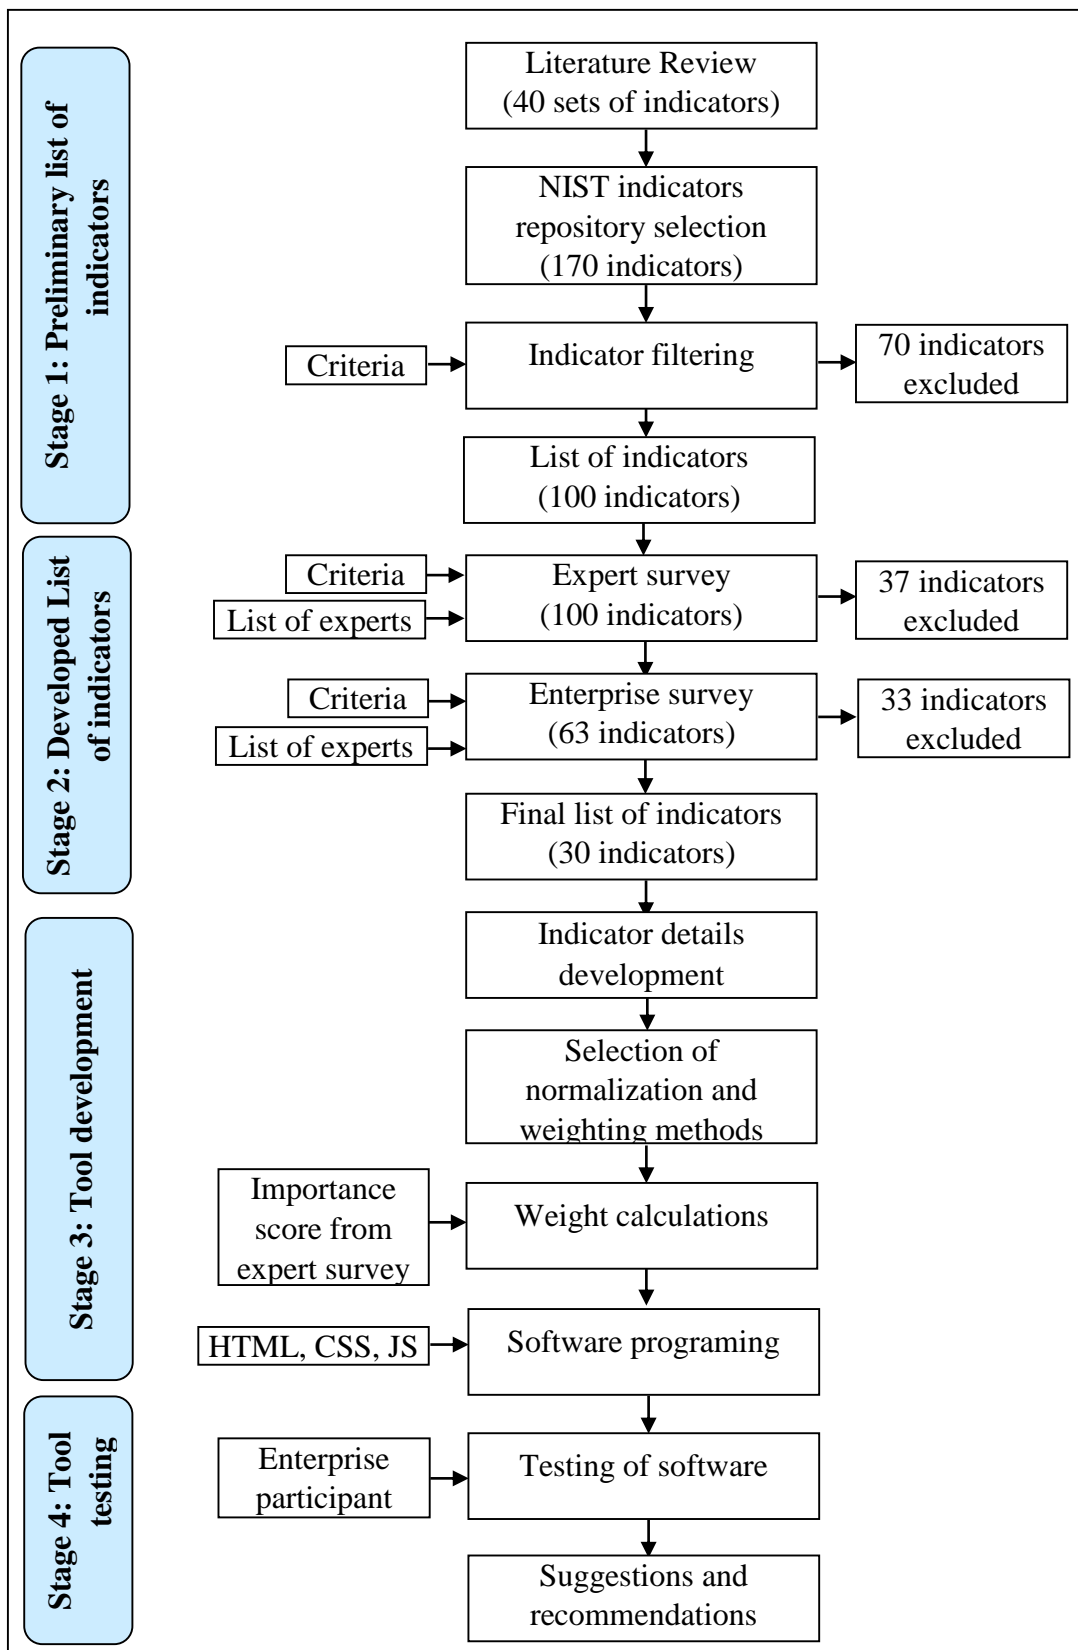 Stage 1: Preliminary list of
indicators
Literature Review
(40 sets of indicators)
NIST indicators
repository selection
(170 indicators)
Criteria
Indicator filtering
70 indicators
excluded
List of indicators
(100 indicators)
Stage 2: Developed List
of indicators
Criteria
List of experts
Expert survey
(100 indicators)
37 indicators
excluded
Criteria
List of experts
Enterprise survey
(63 indicators)
33 indicators
excluded
Final list of indicators
(30 indicators)
Stage 3: Tool development
Indicator details
development
Selection of
normalization and
weighting methods
Importance
score from
expert survey
Weight calculations
HTML, CSS, JS
Software programing
Stage 4: Tool
testing
Enterprise
participant
Testing of software
Suggestions and
recommendations